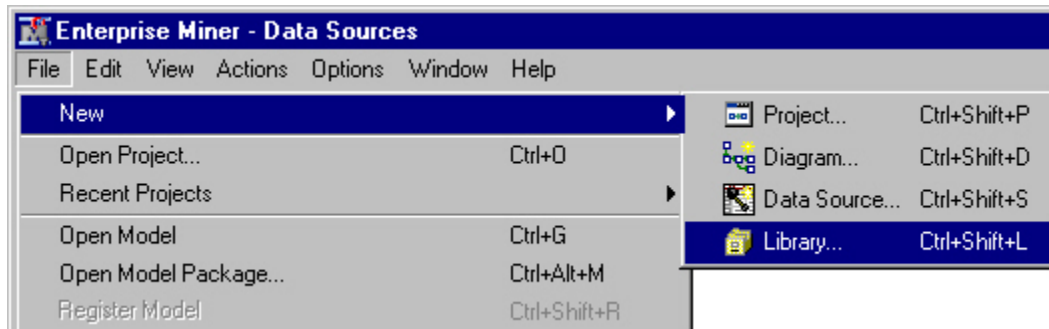 Enterprise Miner - Data Sources
File Edit View Actions Options Window Help
New
Project... Ctrl+Shift+P
Open Project... Ctrl+O
Diagram... Ctrl+Shift+D
Recent Projects
Data Source... Ctrl+Shift+S
Open Model Ctrl+G
Library... Ctrl+Shift+L
Open Model Package... Ctrl+Alt+M
Register Model Ctrl+Shift+R